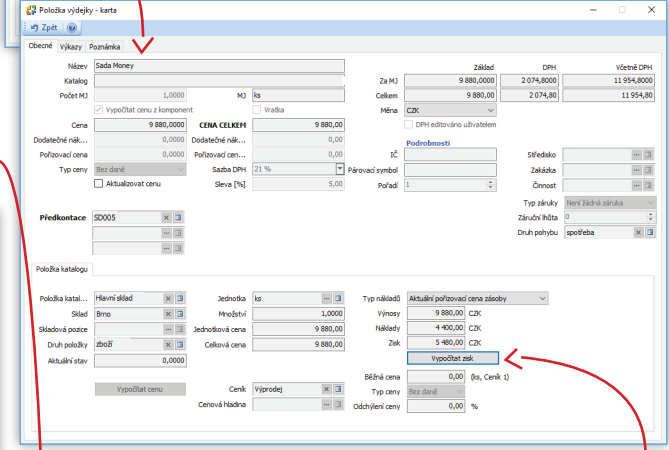 Položka výdejky - karta
Zpět
Obecné Výkazy Poznámka
Název Sada Money Základ DPH Včetně DPH
Katalog Za MJ 9 880,0000 2 074,8000 11 954,8000
Počet MJ 1,0000 MJ ks Celkem 9 880,00 2 074,80 11 954,80
Vypočítat cenu z komponent Vratka Měna CZK
Cena 9 880,0000 CENA CELKEM 9 880,00 DPH editováno uživatelem
Dodatečné nák... 0,0000 Dodatečné nák... 0,00 Podrobnosti
Pořizovací cena 0,0000 Pořizovací cen... 0,00 IČ Středisko
Typ ceny Bez daně Sazba DPH 21 % Párovací symbol Zakázka
Aktualizovat cenu Sleva [%] 5,00 Pořadí 1 Činnost
Typ záruky Není žádná záruka
Předkontace SD005 Záruční lhůta 0
Druh pohybu spotřeba
Položka katalogu
Položka katal... Hlavní sklad Jednotka ks Typ nákladů Aktuální pořizovací cena zásoby
Sklad Brno Množství 1,0000 Výnosy 9 880,00 CZK
Skladová pozice Jednotková cena 9 880,00 Náklady 4 400,00 CZK
Druh položky zboží Celková cena 9 880,00 Zisk 5 480,00 CZK
Aktuální stav 0,0000 Vypočítat zisk
Běžná cena 0,00 (ks, Ceník 1)
Vypočítat cenu Ceník Výprodej Typ ceny Bez daně
Cenová hladina Odchýlení ceny 0,00 %